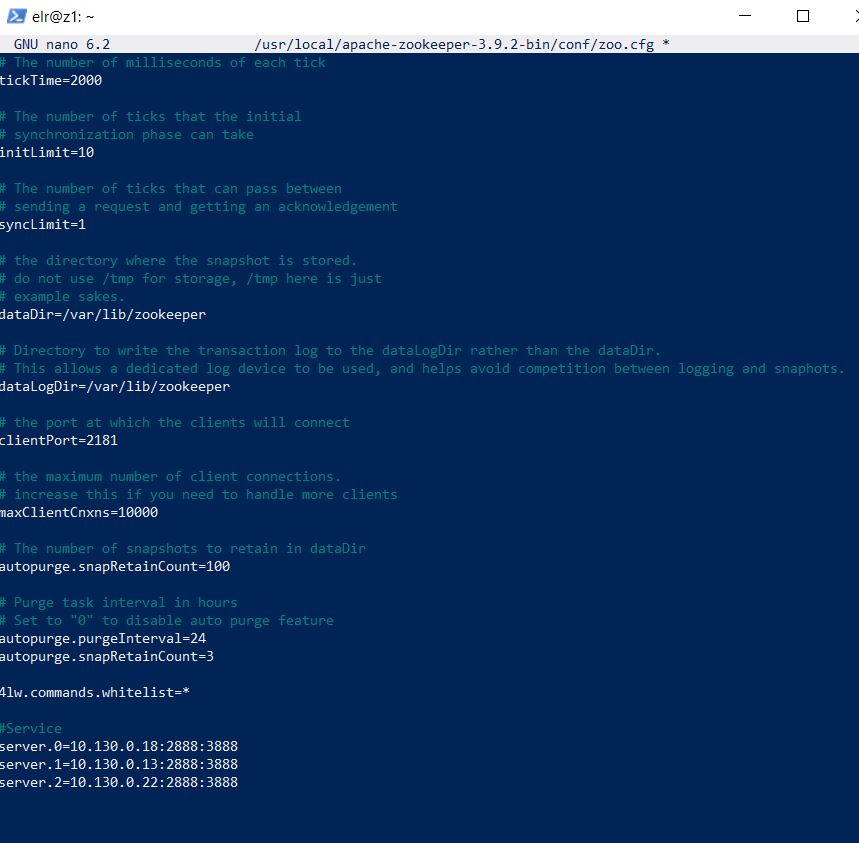 elr@z1: ~
GNU nano 6.2 /usr/local/apache-zookeeper-3.9.2-bin/conf/zoo.cfg *
# The number of milliseconds of each tick
tickTime=2000
# The number of ticks that the initial
# synchronization phase can take
initLimit=10
# The number of ticks that can pass between
# sending a request and getting an acknowledgement
syncLimit=1
# the directory where the snapshot is stored.
# do not use /tmp for storage, /tmp here is just
# example sakes.
dataDir=/var/lib/zookeeper
# Directory to write the transaction log to the dataLogDir rather than the dataDir.
# This allows a dedicated log device to be used, and helps avoid competition between logging and snaphots.
dataLogDir=/var/lib/zookeeper
# the port at which the clients will connect
clientPort=2181
# the maximum number of client connections.
# increase this if you need to handle more clients
maxClientCnxns=10000
# The number of snapshots to retain in dataDir
autopurge.snapRetainCount=100
# Purge task interval in hours
# Set to "0" to disable auto purge feature
autopurge.purgeInterval=24
autopurge.snapRetainCount=3
4lw.commands.whitelist=*
#Service
server.0=10.130.0.18:2888:3888
server.1=10.130.0.13:2888:3888
server.2=10.130.0.22:2888:3888